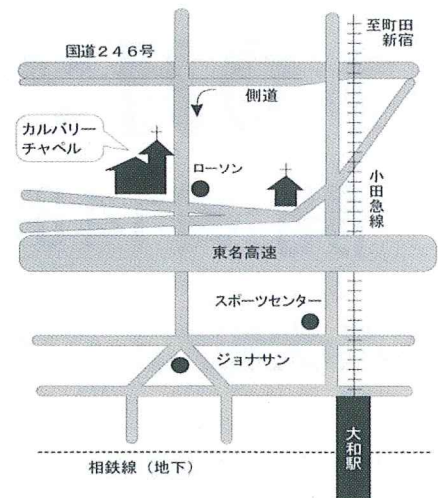 至町田
新宿
国道246号
側道
カルバリー
チャペル
ローソン
小田急線
東名高速
スポーツセンター
ジョナサン
大和駅
相鉄線（地下）